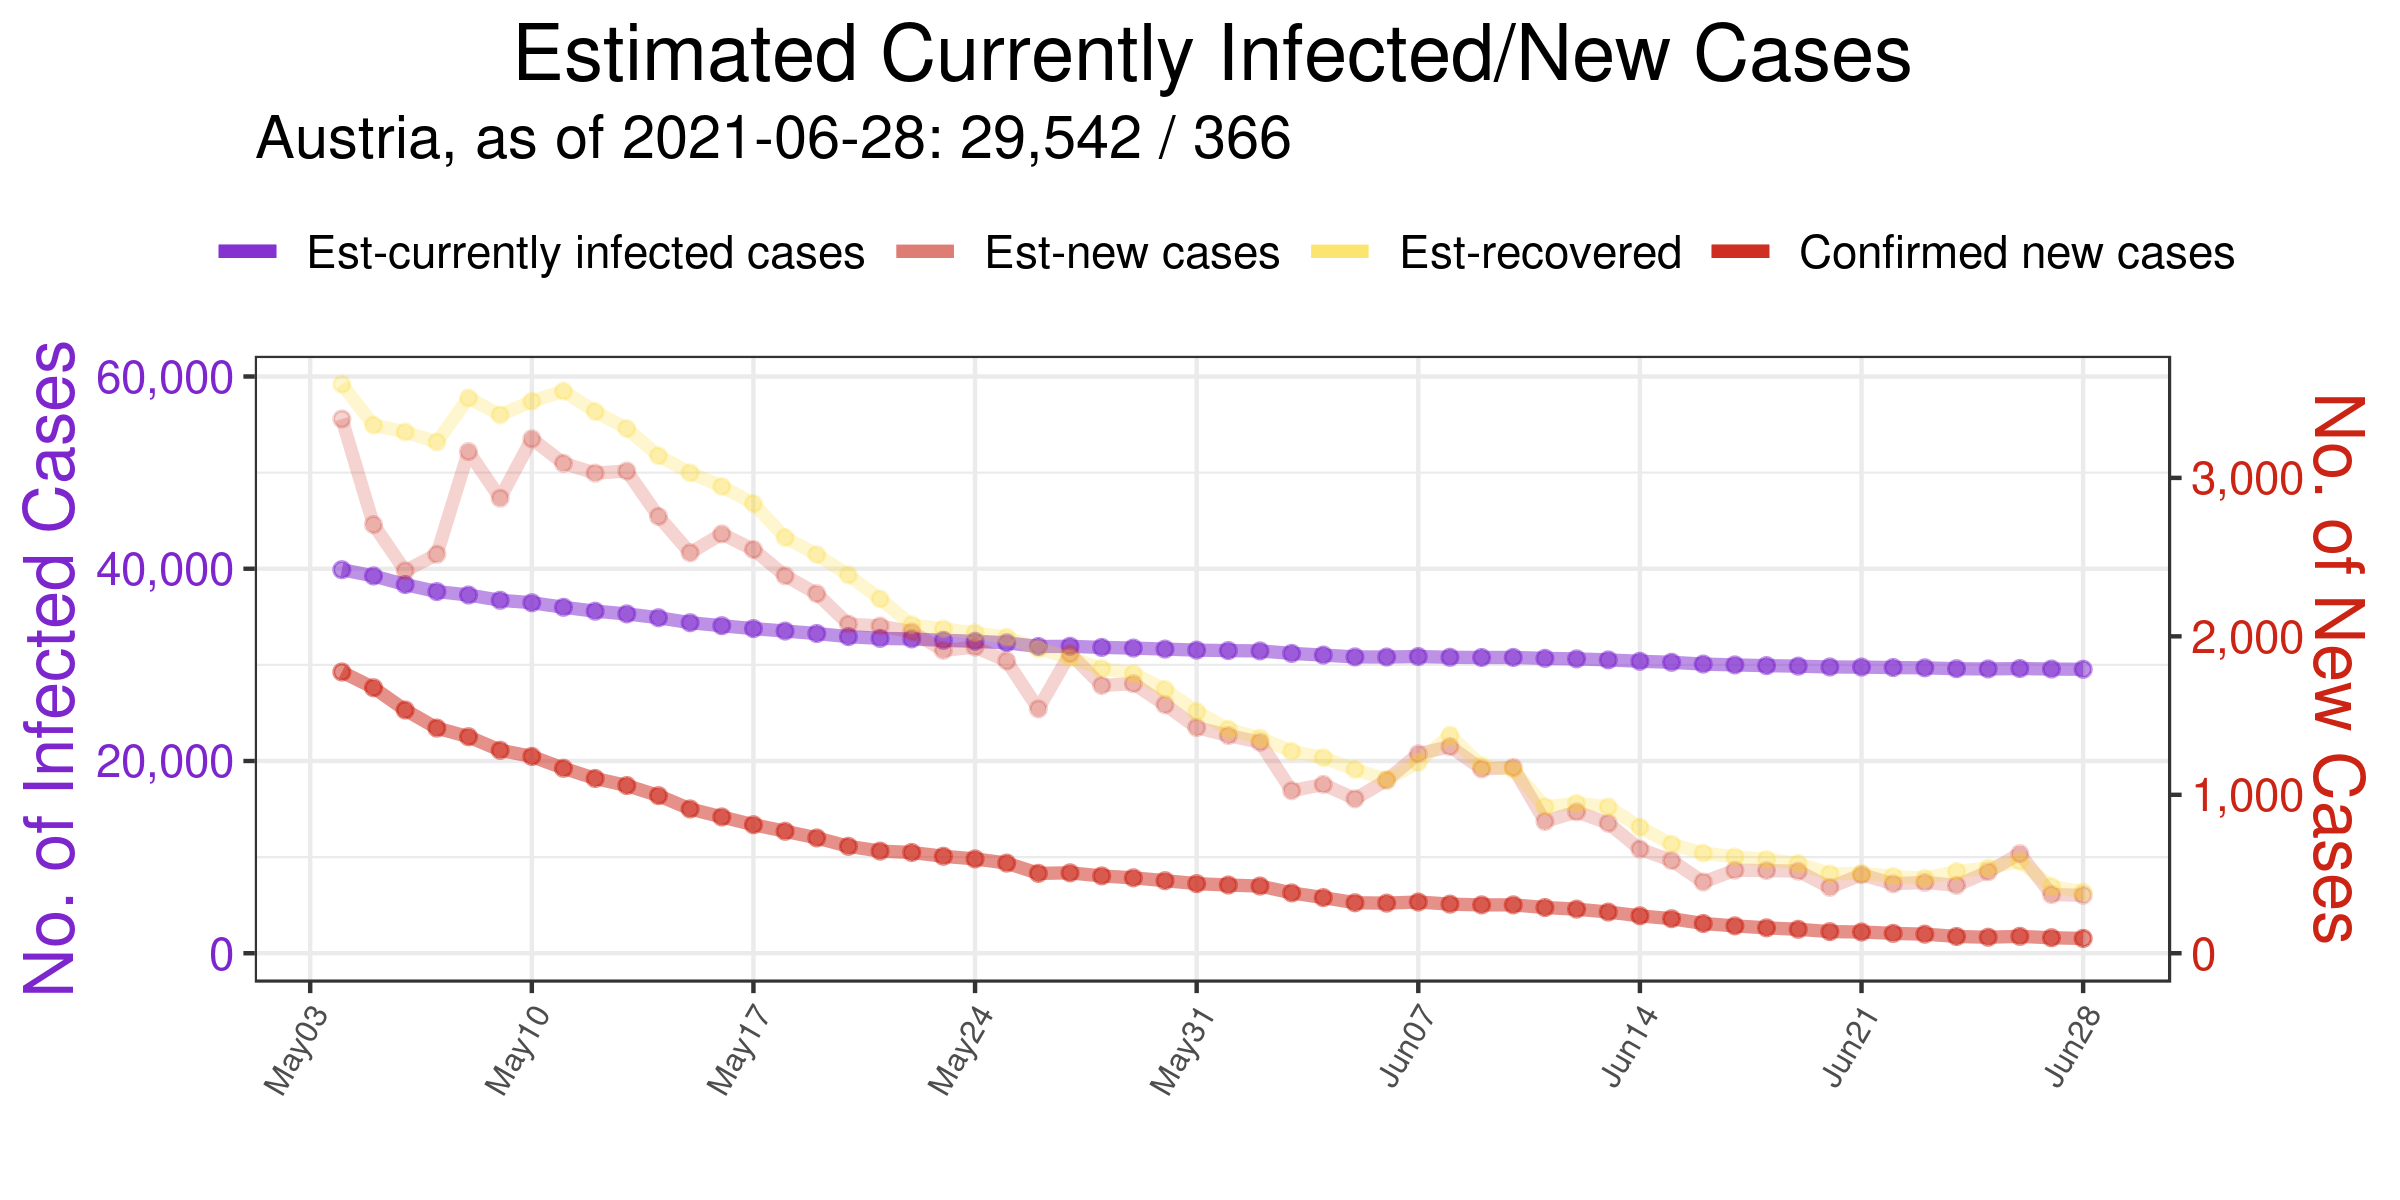 Estimated Currently Infected/New Cases
Austria, as of 2021-06-28: 29,542 / 366
Est-currently infected cases Est-new cases Est-recovered Confirmed new cases
No. of Infected Cases
60,000
40,000
20,000
0
3,000
2,000
1,000
0
No. of New Cases
May03 May10 May17 May24 May31 Jun07 Jun14 Jun21 Jun28